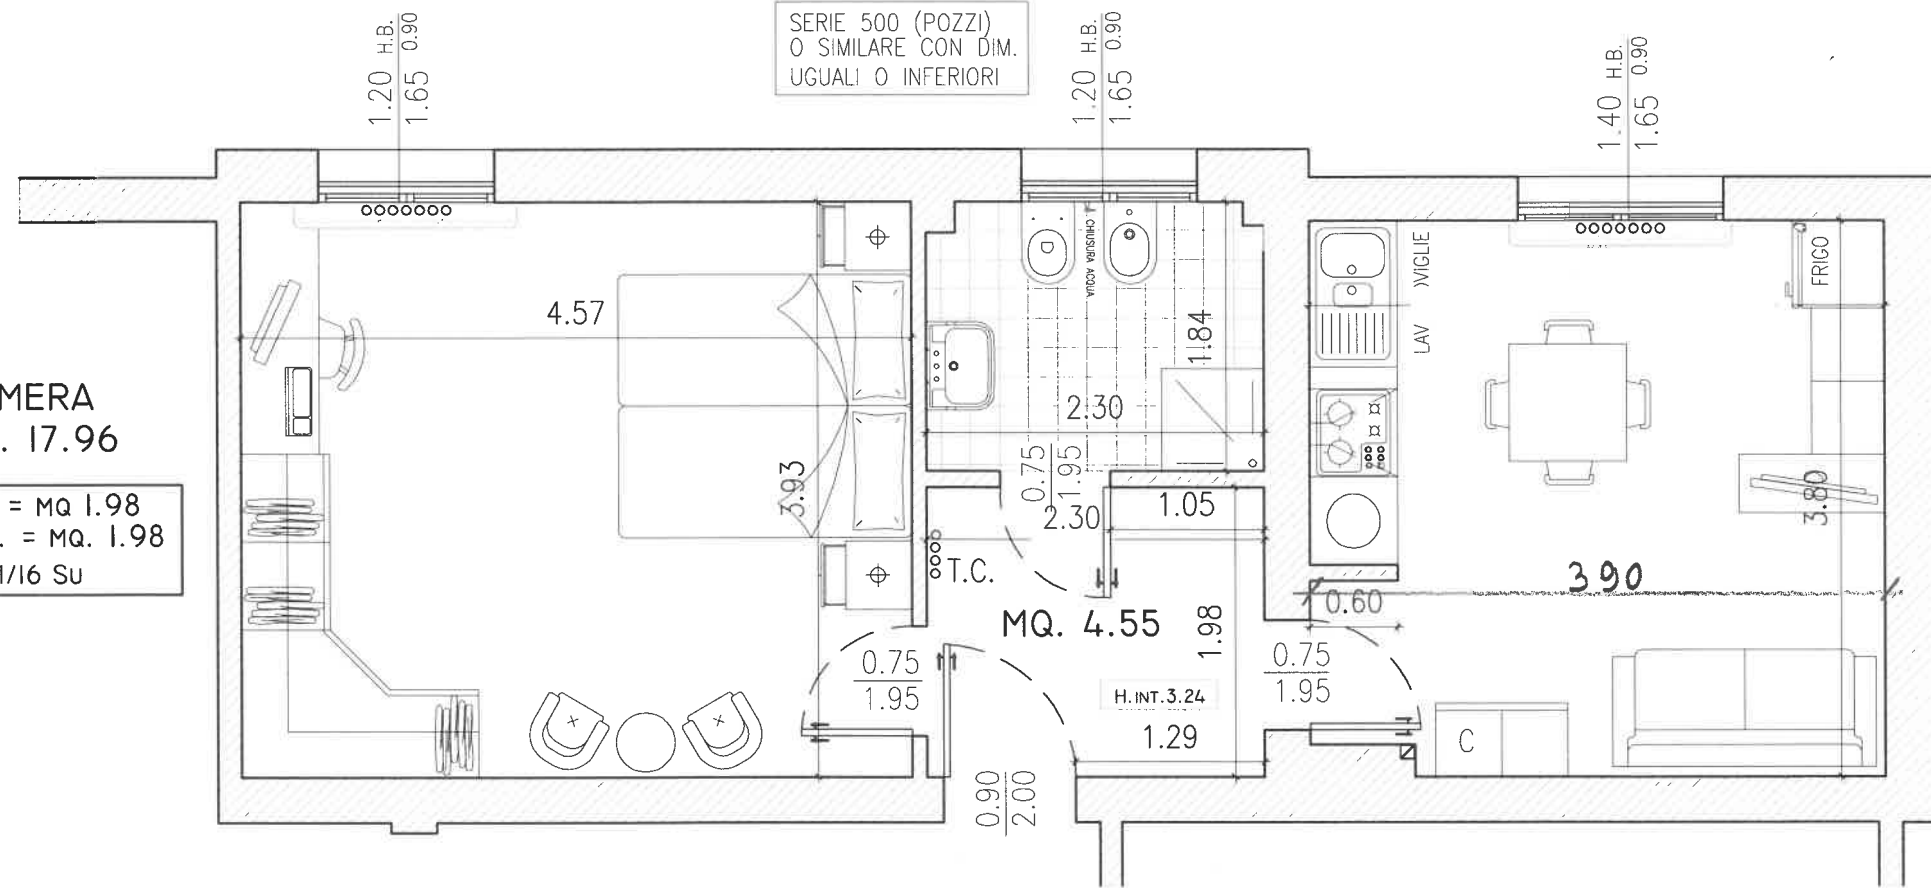 SERIE 500 (POZZI)
O SIMILARE CON DIM.
UGUALI O INFERIORI
1.20 H.B.
1.65 0.90
1.20 H.B.
1.65 0.90
1.40 H.B.
1.65 0.90
MERA
. 17.96
= MQ 1.98
. = MQ. 1.98
1/16 SU
4.57
3.93
CHIUSURA ACQUA
1.84
2.30
0.75
1.95
2.30
1.05
T.C.
MQ. 4.55
1.98
H.INT.3.24
1.29
0.75
1.95
0.90
2.00
0.75
1.95
0.60
LAV
VIGLIE
FRIGO
3.80
390
C